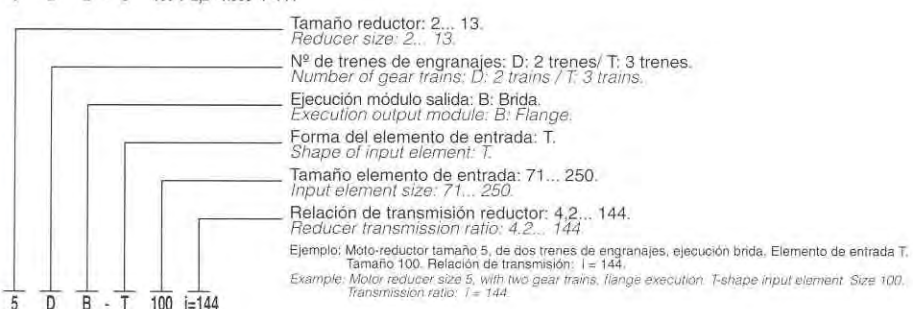 Tamaño reductor: 2... 13.
Reducer size: 2... 13.
Nº de trenes de engranajes: D: 2 trenes/ T: 3 trenes.
Number of gear trains: D: 2 trains / T: 3 trains.
Ejecución módulo salida: B: Brida.
Execution output module: B: Flange.
Forma del elemento de entrada: T.
Shape of input element: T.
Tamaño elemento de entrada: 71... 250.
Input element size: 71... 250.
Relación de transmisión reductor: 4,2... 144.
Reducer transmission ratio: 4.2... 144
Ejemplo: Moto-reductor tamaño 5, de dos trenes de engranajes, ejecución brida. Elemento de entrada T.
Tamaño 100. Relación de transmisión: i = 144.
Example: Motor reducer size 5, with two gear trains, flange execution. T-shape input element. Size 100.
Transmission ratio: i = 144.
5 D B - T 100 i=144